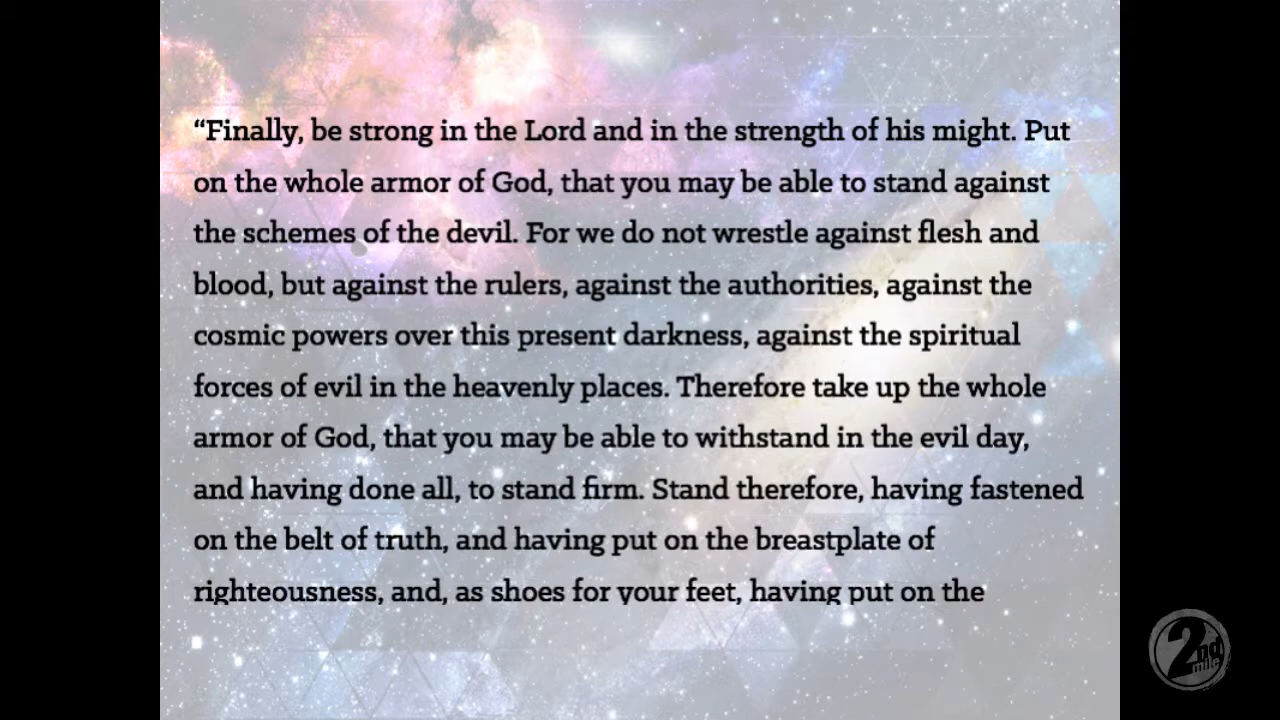 “Finally, be strong in the Lord and in the strength of his might. Put
on the whole armor of God, that you may be able to stand against
the schemes of the devil. For we do not wrestle against flesh and
blood, but against the rulers, against the authorities, against the
cosmic powers over this present darkness, against the spiritual
forces of evil in the heavenly places. Therefore take up the whole
armor of God, that you may be able to withstand in the evil day,
and having done all, to stand firm. Stand therefore, having fastened
on the belt of truth, and having put on the breastplate of
righteousness, and, as shoes for your feet, having put on the
2nd
mile